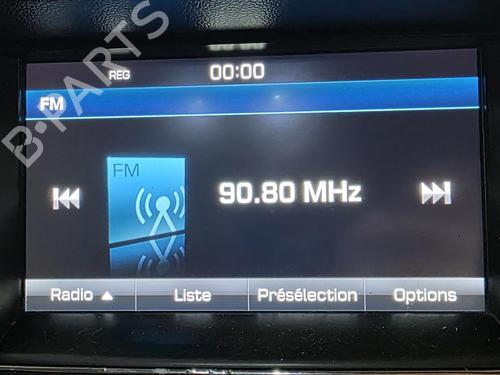 REG 00:00
FM
B-PARTS
FM
90.80 MHz
Radio Liste Présélection Options